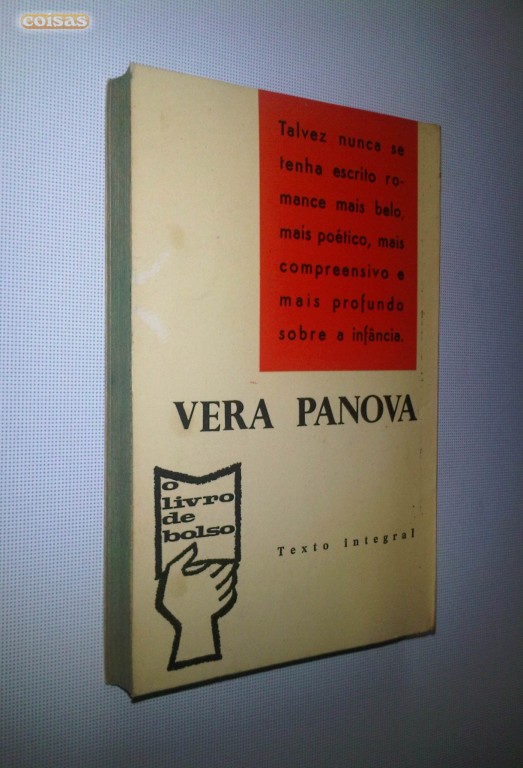 coisas
Talvez nunca se
tenha escrito ro-
mance mais belo,
mais poético, mais
compreensivo e
mais profundo
sobre a infância.
VERA PANOVA
o
livro
de
bolso
Texto integral